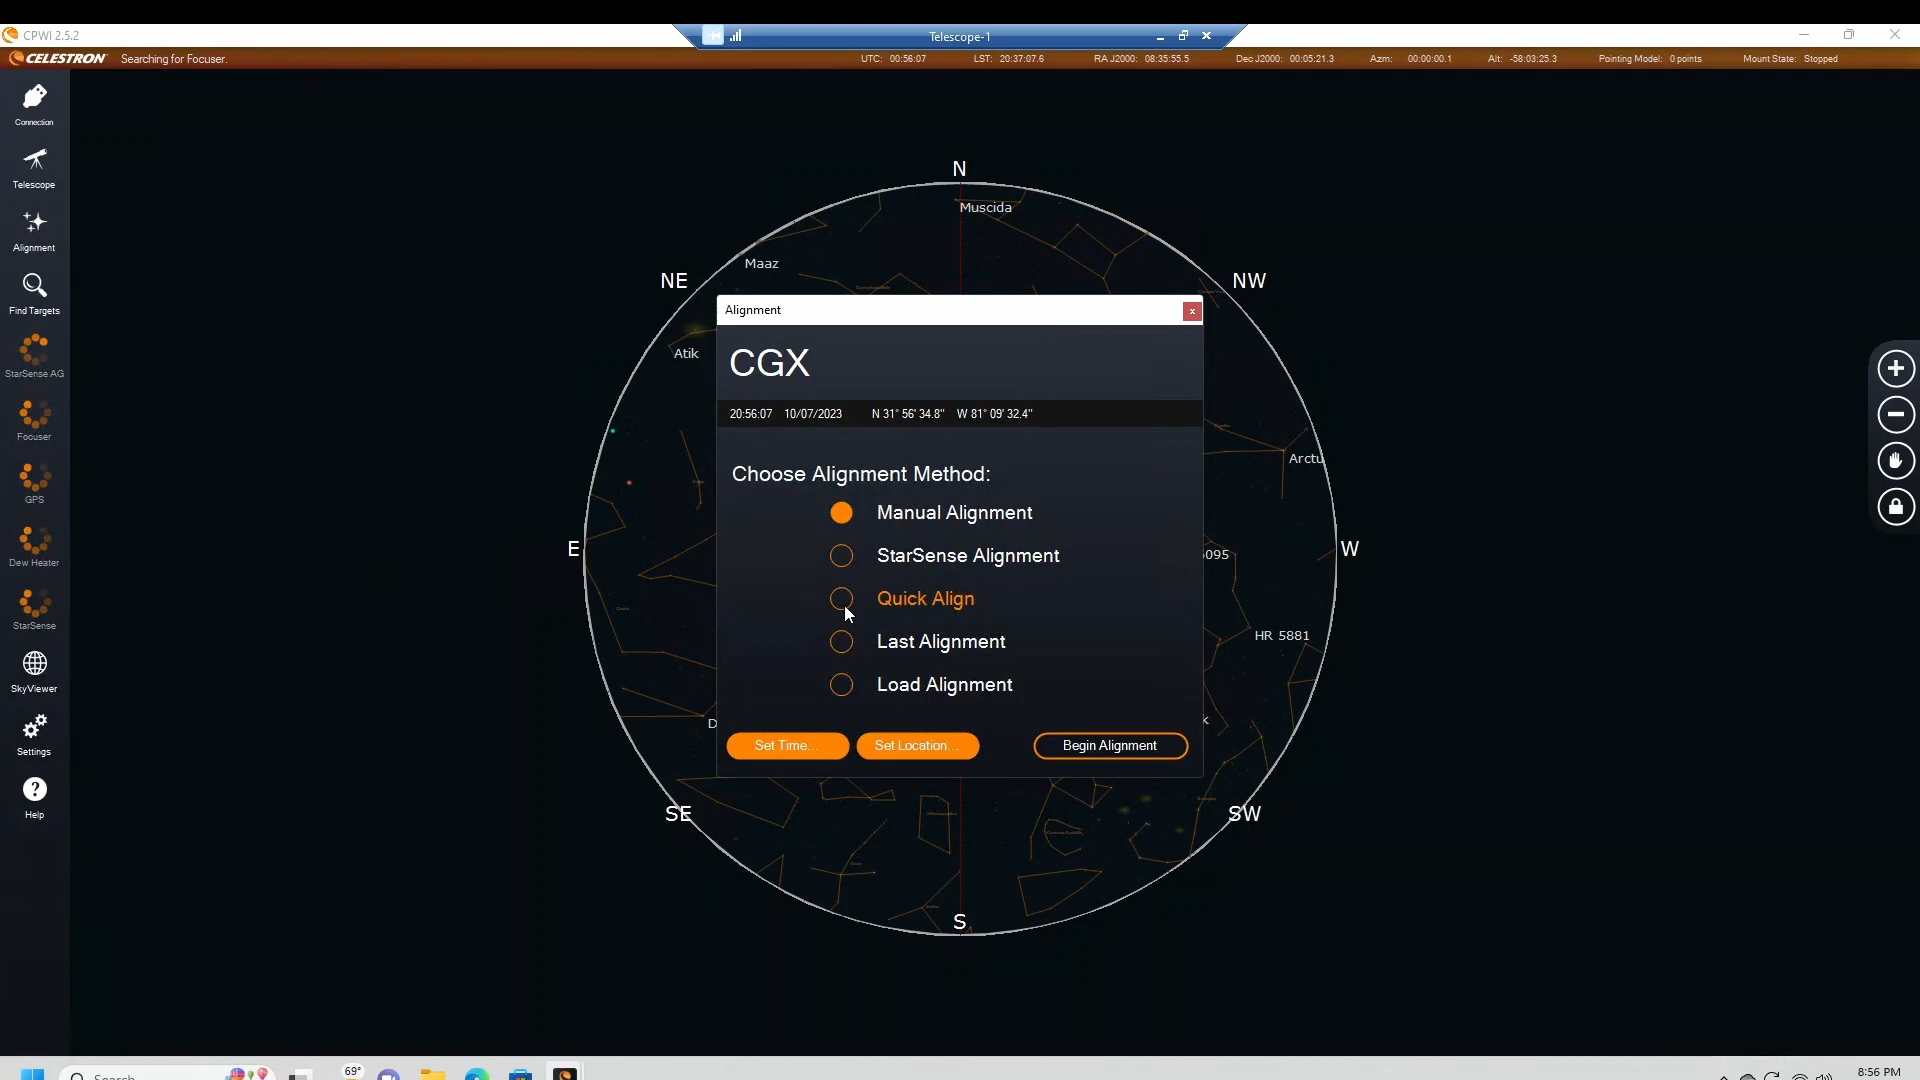 CPWI 2.5.2
Telescope-1
CELESTRON Searching for Focuser. UTC: 00:56:07 LST: 20:37:07.6 RA J2000: 08:35:55.5 Dec J2000: 00:05:21.3 Azm: 00:00:00.1 Alt: -58:03:25.3 Pointing Model: 0 points Mount State: Stopped
Connection
Telescope
Alignment
Find Targets
StarSense AG
Focuser
GPS
Dew Heater
StarSense
SkyViewer
Settings
Help
N
Muscida
Maaz
NE
NW
Atik
Arctu
E
W
5095
HR 5881
D
k
SE
SW
S
Alignment
x
CGX
20:56:07 10/07/2023 N 31° 56' 34.8" W 81° 09' 32.4"
Choose Alignment Method:
Manual Alignment
StarSense Alignment
Quick Align
Last Alignment
Load Alignment
Set Time... Set Location... Begin Alignment
Search
69°
8:56 PM